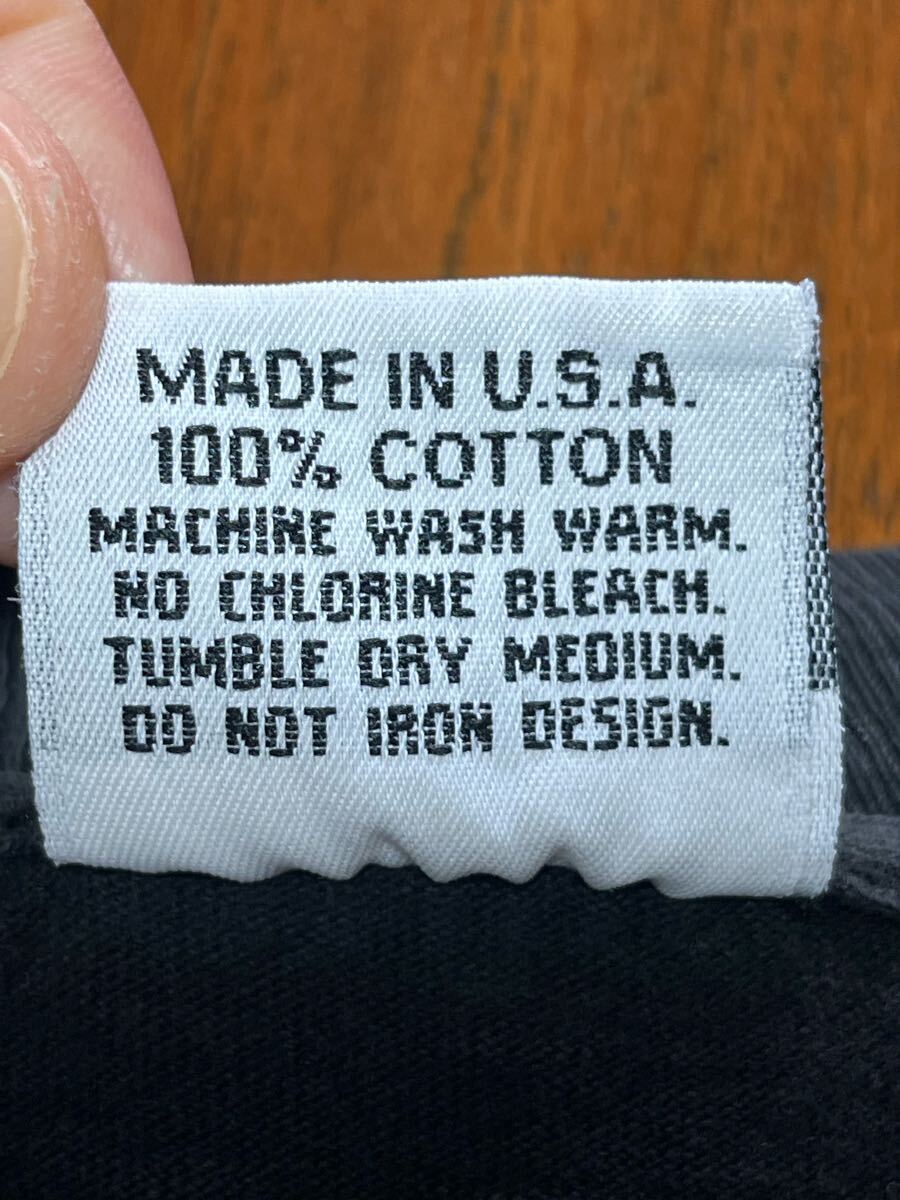 MADE IN U.S.A.
100% COTTON
MACHINE WASH WARM.
NO CHLORINE BLEACH.
TUMBLE DRY MEDIUM.
DO NOT IRON DESIGN.